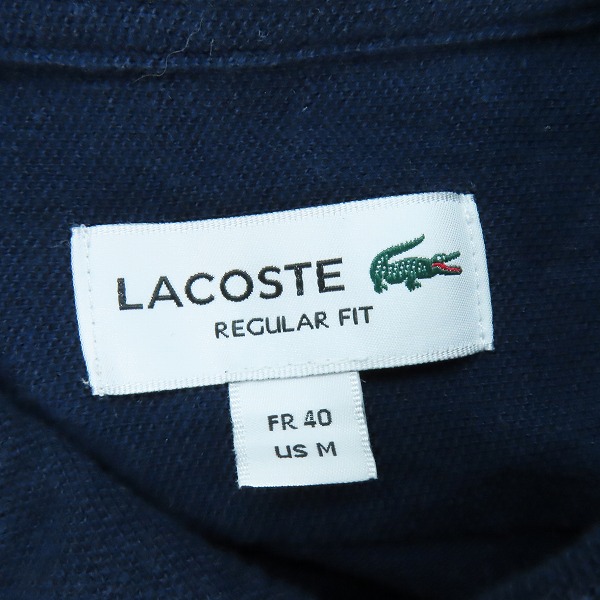 LACOSTE
REGULAR FIT
FR 40
US M